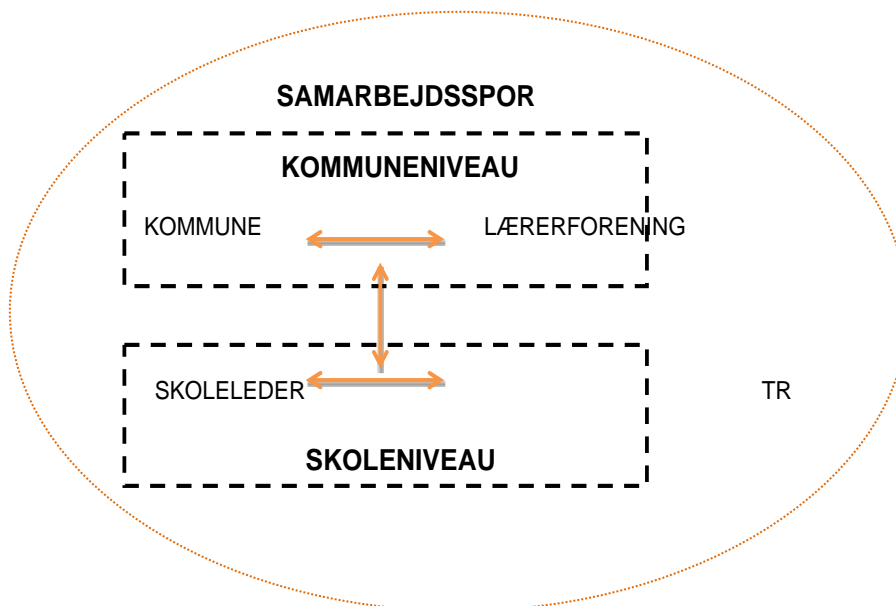 SAMARBEJDSSPOR
KOMMUNENIVEAU
KOMMUNE LÆRERFORENING
SKOLELEDER TR
SKOLENIVEAU